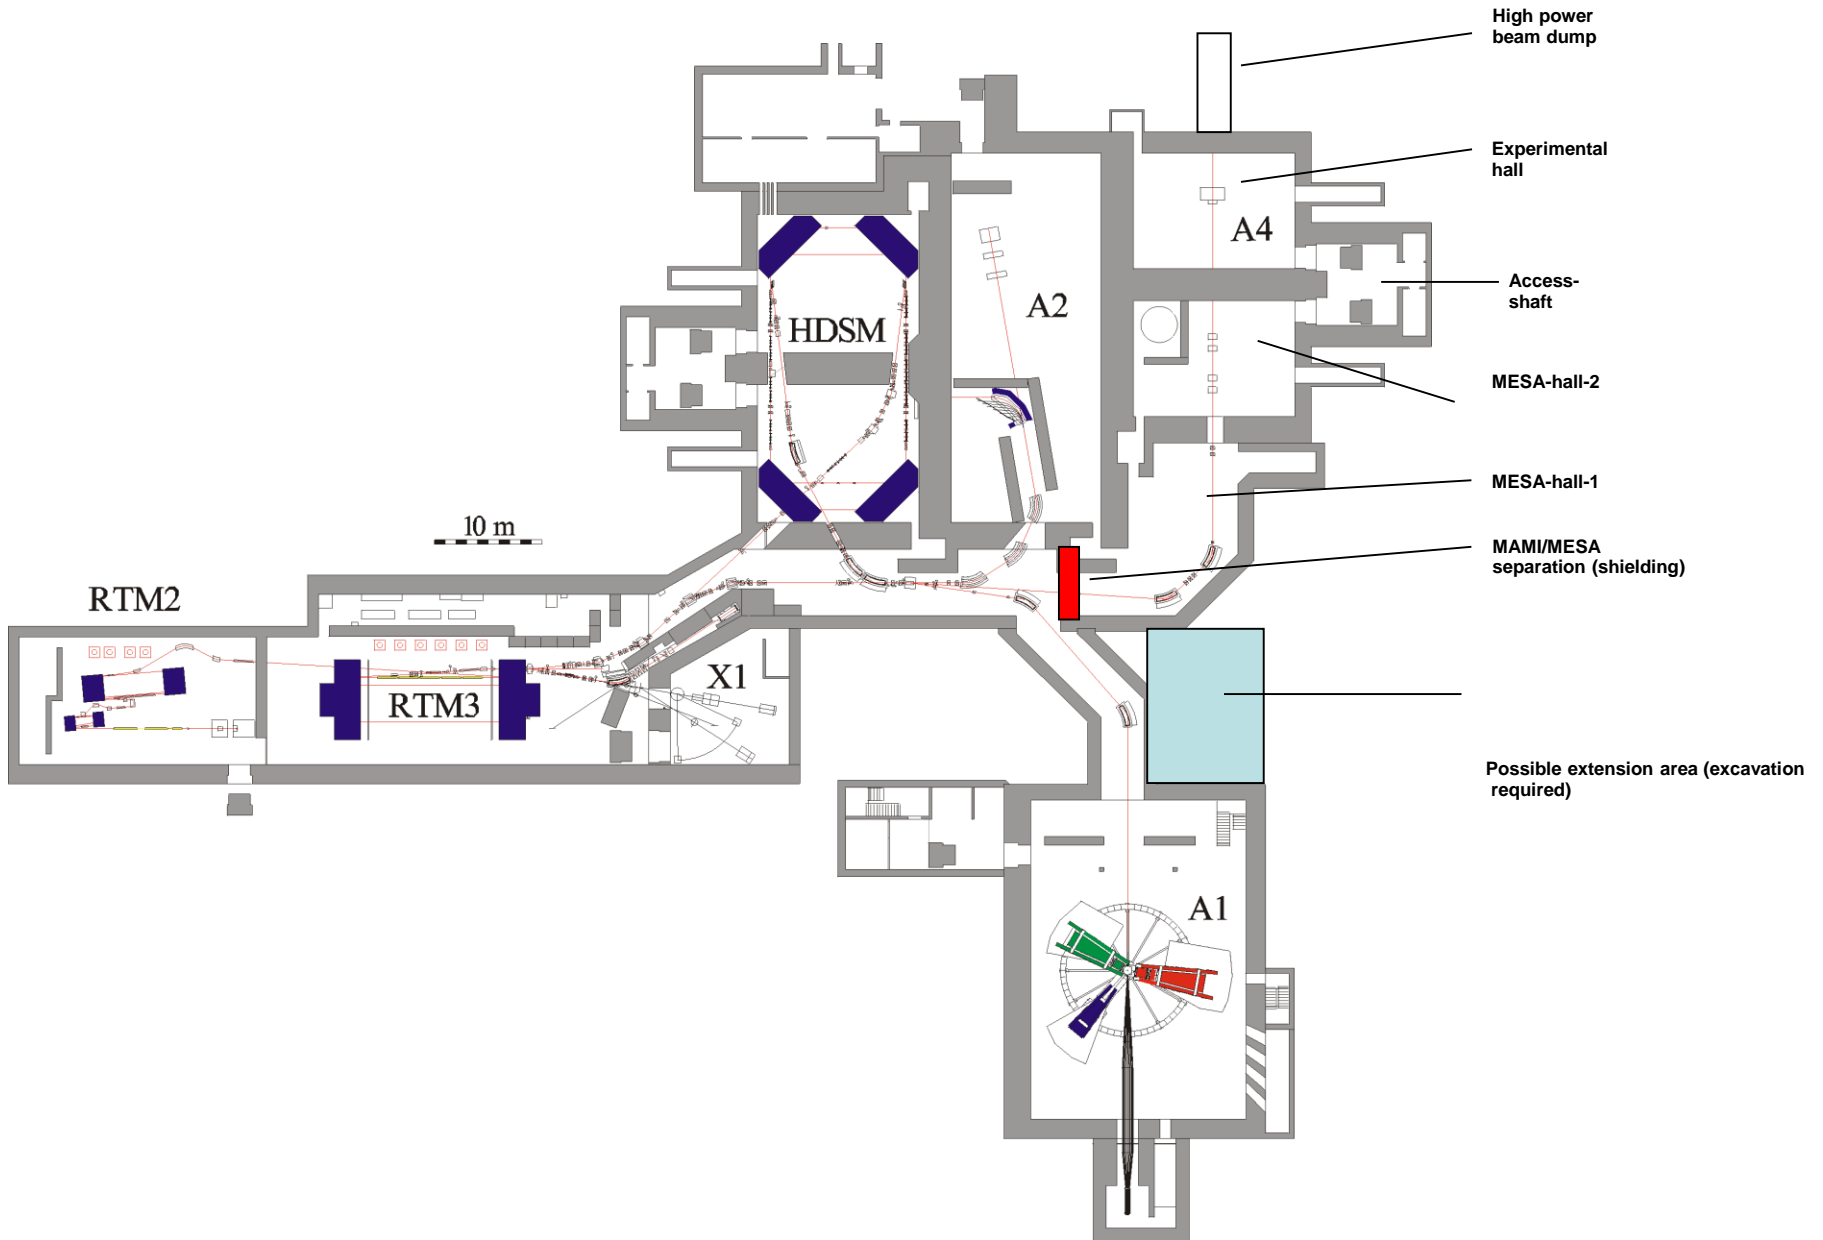 High power
beam dump
Experimental
hall
A4
Access-
shaft
A2
HDSM
MESA-hall-2
MESA-hall-1
10 m
MAMI/MESA
separation (shielding)
RTM2
X1
RTM3
Possible extension area (excavation
required)
A1